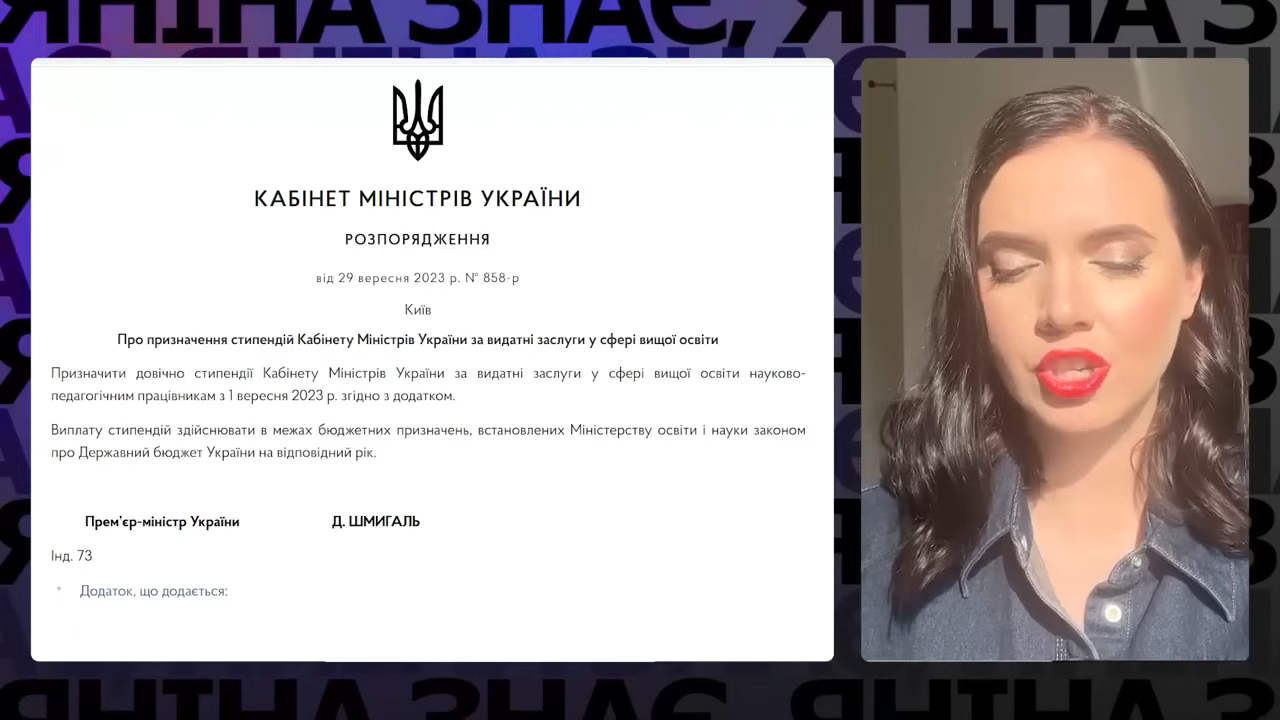 ЯНІНА ЗНАЄ, ЯНІНА З
КАБІНЕТ МІНІСТРІВ УКРАЇНИ
РОЗПОРЯДЖЕННЯ
від 29 вересня 2023 р. № 858-р
Київ
Про призначення стипендій Кабінету Міністрів України за видатні заслуги у сфері вищої освіти
Призначити довічно стипендії Кабінету Міністрів України за видатні заслуги у сфері вищої освіти науково-
педагогічним працівникам з 1 вересня 2023 р. згідно з додатком.
Виплату стипендій здійснювати в межах бюджетних призначень, встановлених Міністерству освіти і науки законом
про Державний бюджет України на відповідний рік.
Прем'єр-міністр України Д. ШМИГАЛЬ
Інд. 73
Додаток, що додається:
ЯНІНА ЗНАЄ, ЯНІНА З